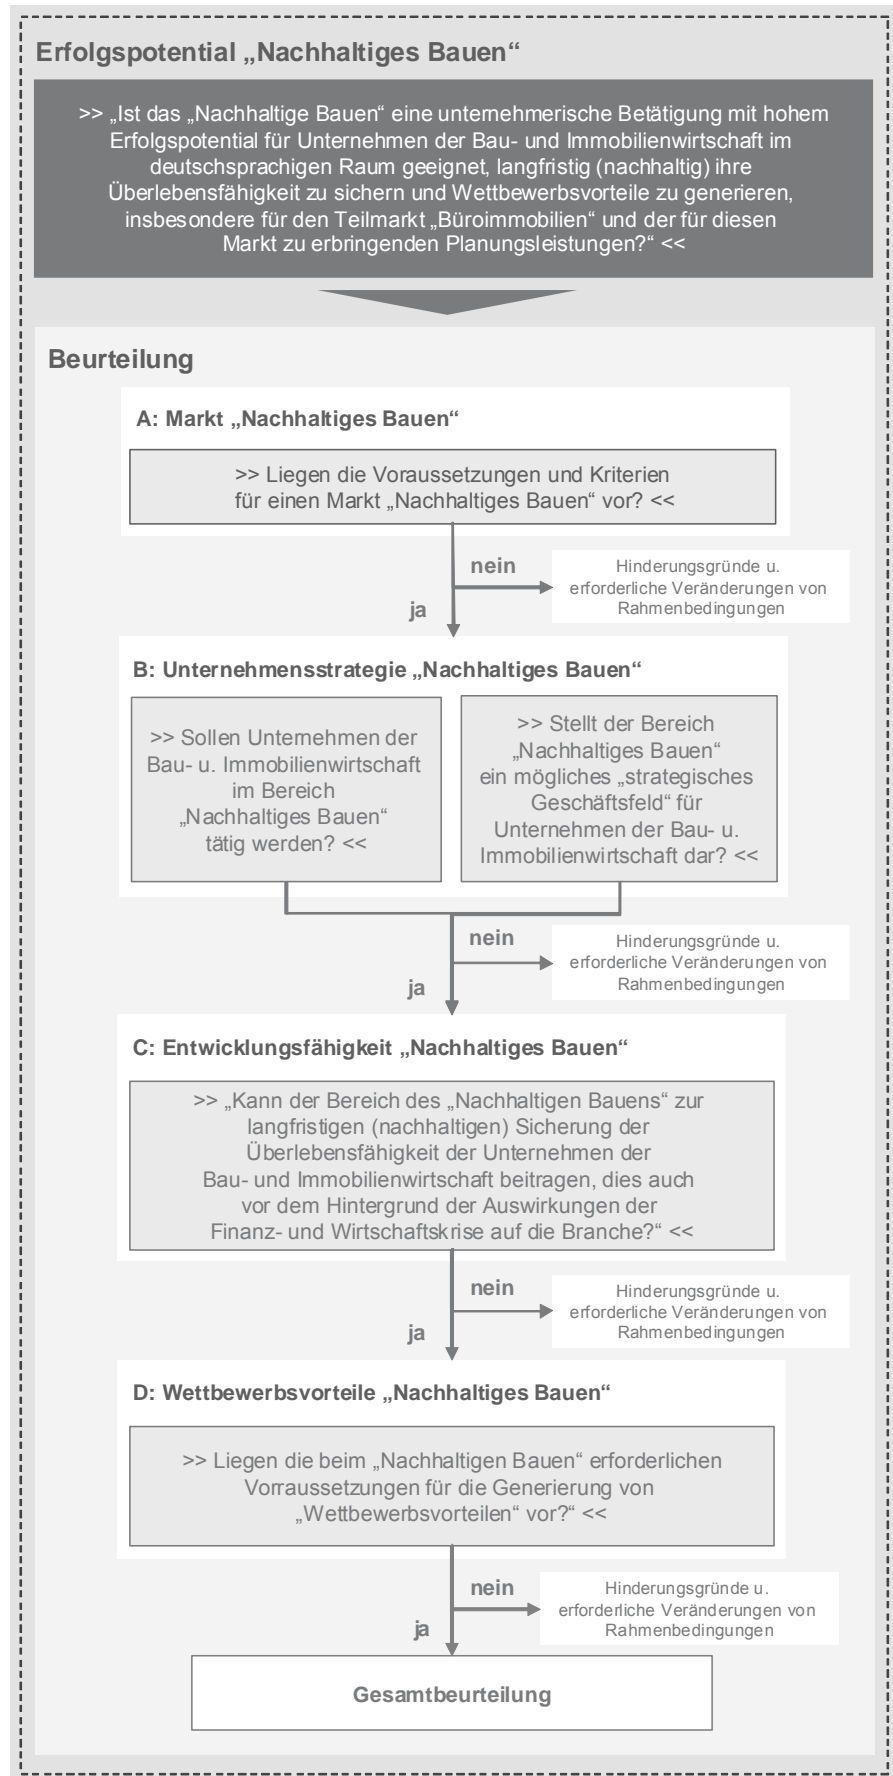 Erfolgspotential „Nachhaltiges Bauen“
>> „Ist das „Nachhaltige Bauen“ eine unternehmerische Betätigung mit hohem
Erfolgspotential für Unternehmen der Bau- und Immobilienwirtschaft im
deutschsprachigen Raum geeignet, langfristig (nachhaltig) ihre
Überlebensfähigkeit zu sichern und Wettbewerbsvorteile zu generieren,
insbesondere für den Teilmarkt „Büroimmobilien“ und der für diesen
Markt zu erbringenden Planungsleistungen?“ <<
Beurteilung
A: Markt „Nachhaltiges Bauen“
>> Liegen die Voraussetzungen und Kriterien
für einen Markt „Nachhaltiges Bauen“ vor? <<
nein
Hinderungsgründe u.
erforderliche Veränderungen von
Rahmenbedingungen
ja
B: Unternehmensstrategie „Nachhaltiges Bauen“
>> Sollen Unternehmen der
Bau- u. Immobilienwirtschaft
im Bereich
„Nachhaltiges Bauen“
tätig werden? <<
>> Stellt der Bereich
„Nachhaltiges Bauen“
ein mögliches „strategisches
Geschäftsfeld“ für
Unternehmen der Bau- u.
Immobilienwirtschaft dar? <<
nein
Hinderungsgründe u.
erforderliche Veränderungen von
Rahmenbedingungen
ja
C: Entwicklungsfähigkeit „Nachhaltiges Bauen“
>> „Kann der Bereich des „Nachhaltigen Bauens“ zur
langfristigen (nachhaltigen) Sicherung der
Überlebensfähigkeit der Unternehmen der
Bau- und Immobilienwirtschaft beitragen, dies auch
vor dem Hintergrund der Auswirkungen der
Finanz- und Wirtschaftskrise auf die Branche?“ <<
nein
Hinderungsgründe u.
erforderliche Veränderungen von
Rahmenbedingungen
ja
D: Wettbewerbsvorteile „Nachhaltiges Bauen“
>> Liegen die beim „Nachhaltigen Bauen“ erforderlichen
Vorraussetzungen für die Generierung von
„Wettbewerbsvorteilen“ vor?“ <<
nein
Hinderungsgründe u.
erforderliche Veränderungen von
Rahmenbedingungen
ja
Gesamtbeurteilung